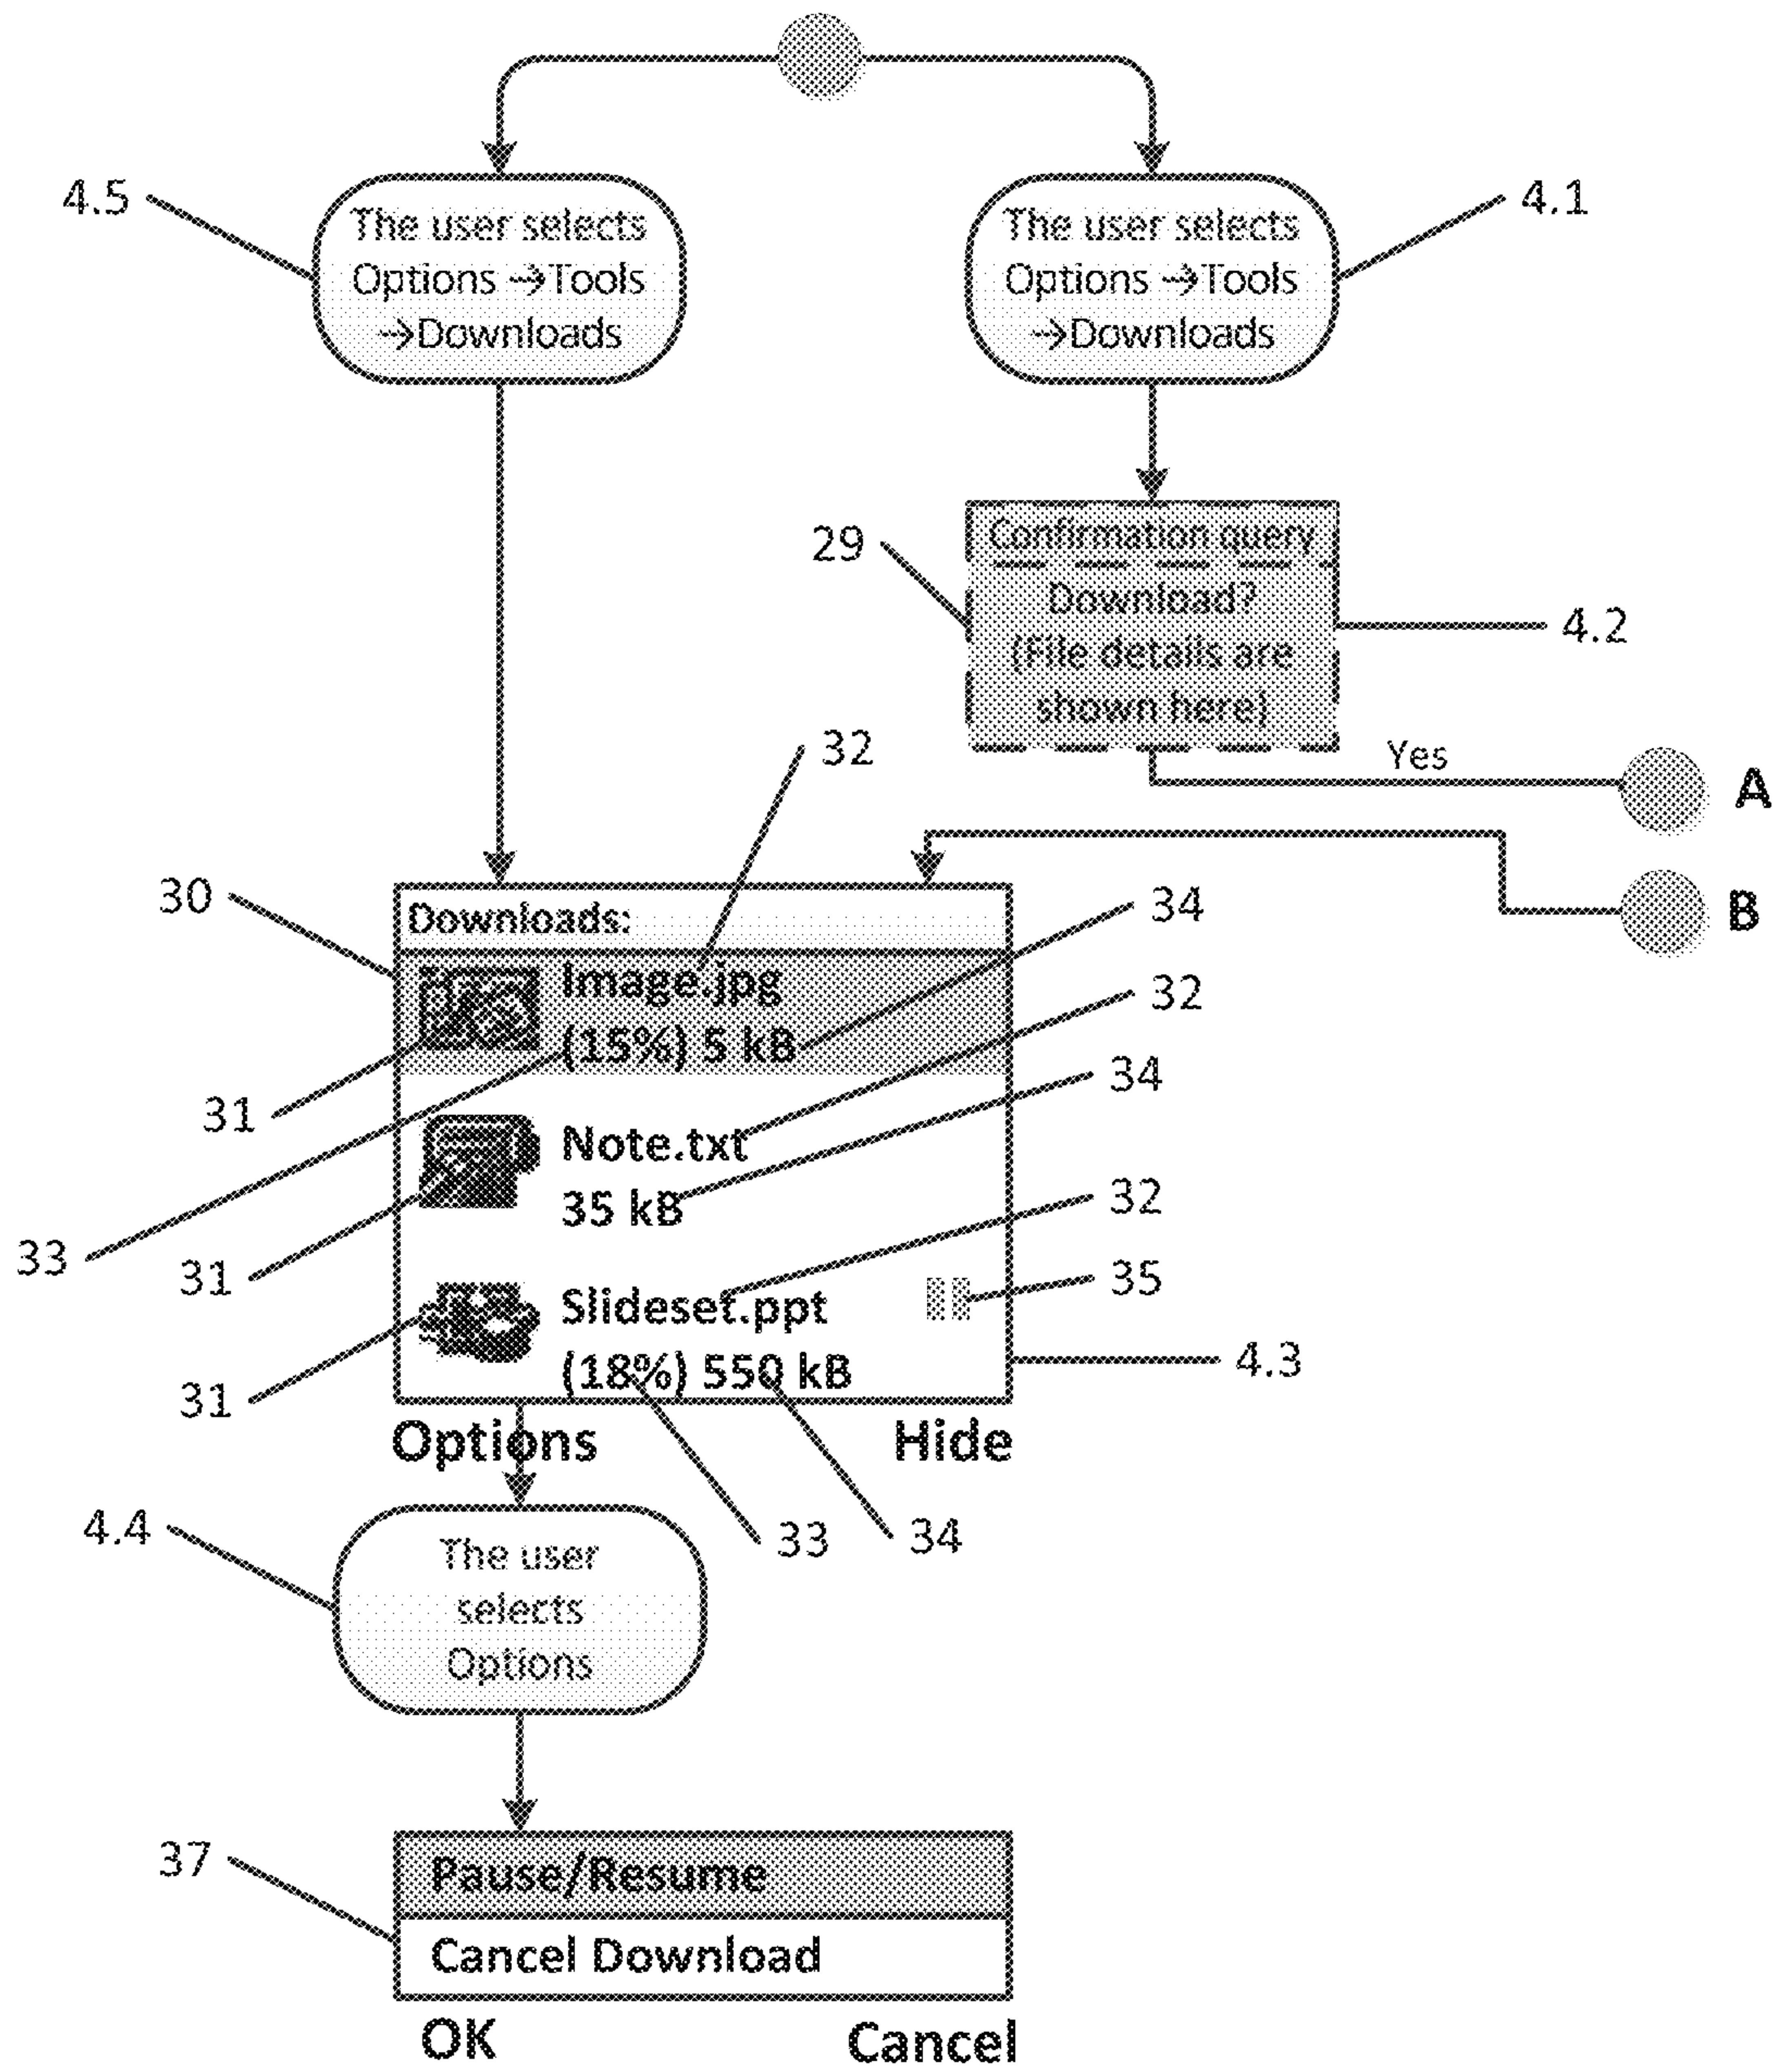 4.5
4.1
The user selects
Options →Tools
→Downloads
The user selects
Options →Tools
→Downloads
29
Confirmation query
Download?
(File details are
shown here)
4.2
32
Yes
A
30
B
Downloads:
34
Image.jpg
32
(15%) 5 kB
34
31
Note.txt
32
35 kB
33
31
35
Slideset.ppt
4.3
(18%) 550 kB
31
Options
Hide
4.4
33
34
The user
selects
Options
37
Pause/Resume
Cancel Download
OK
Cancel